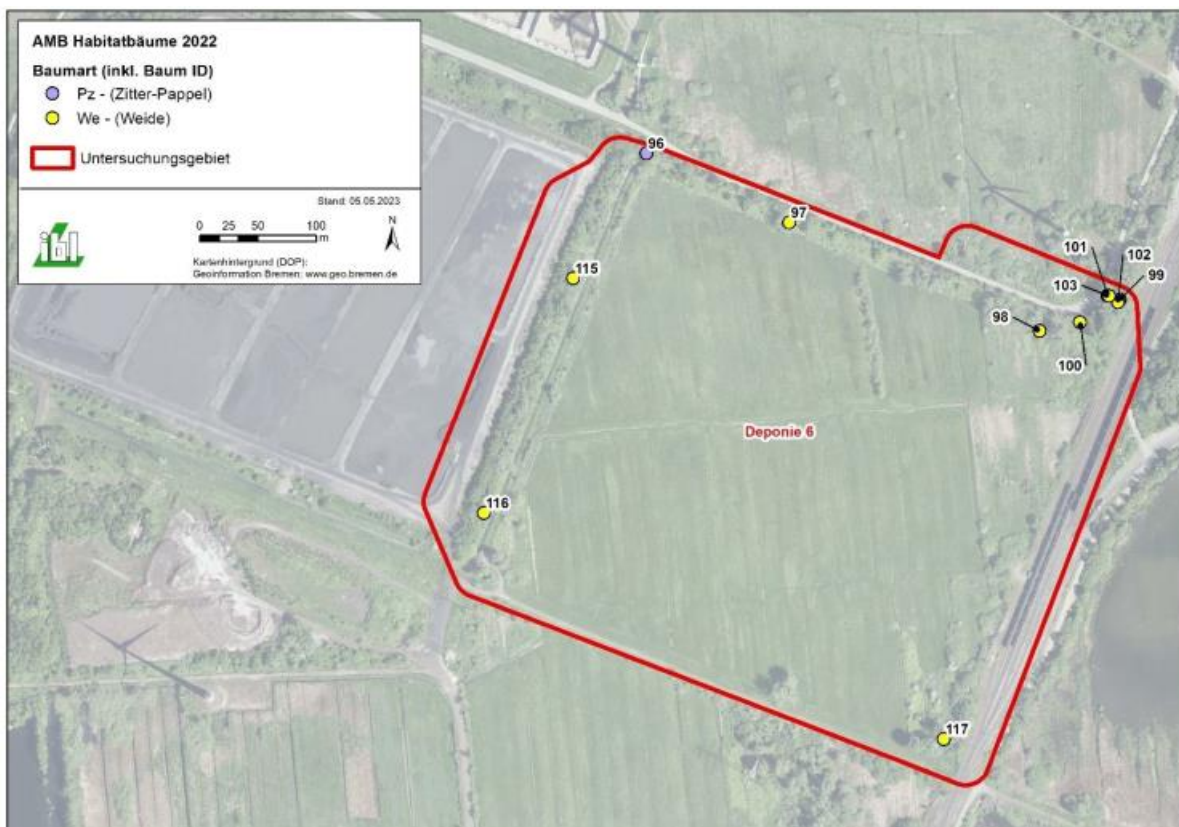 AMB Habitatbäume 2022
Baumart (inkl. Baum ID)
Pz - (Zitter-Pappel)
We - (Weide)
Untersuchungsgebiet
Stand: 05.05.2023
0 25 50 100
m
N
Kartenhintergrund (DOP):
Geoinformation Bremen: www.geo.bremen.de
96
97
101
102
103
99
115
98
100
Deponie 6
116
117